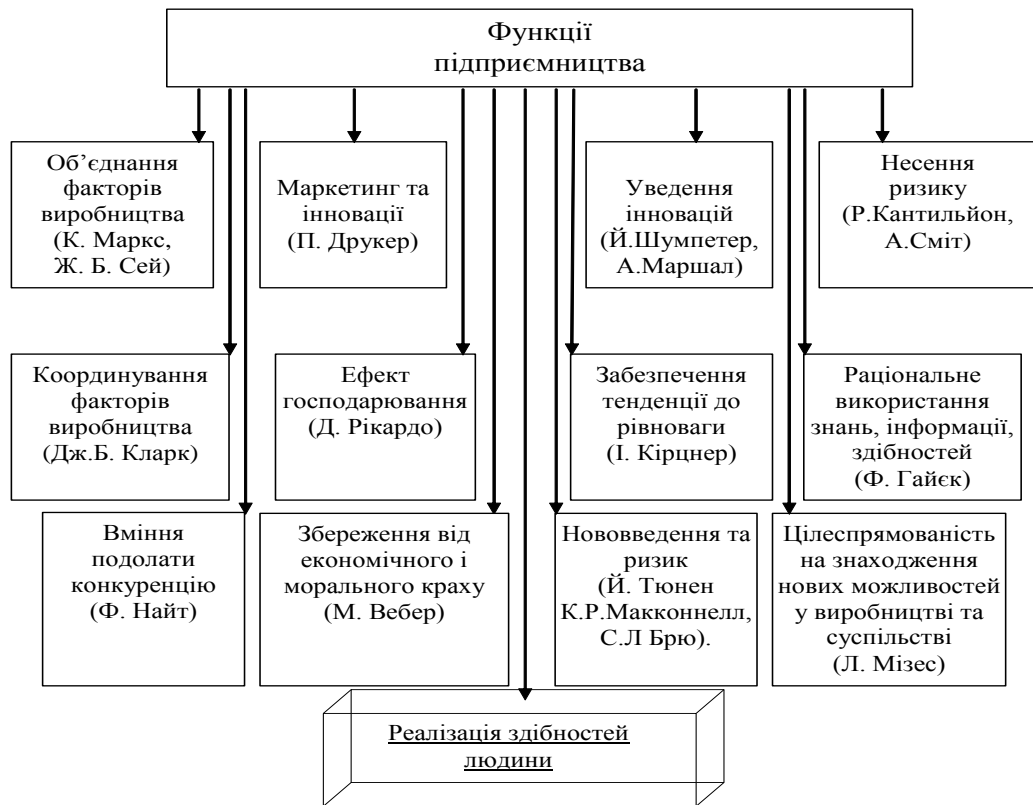 Функції
підприємництва
Об’єднання
факторів
виробництва
(К. Маркс,
Ж. Б. Сей)
Маркетинг та
інновації
(П. Друкер)
Уведення
інновацій
(Й.Шумпетер,
А.Маршал)
Несення
ризику
(Р.Кантильйон,
А.Сміт)
Координування
факторів
виробництва
(Дж.Б. Кларк)
Ефект
господарювання
(Д. Рікардо)
Забезпечення
тенденції до
рівноваги
(І. Кірцнер)
Раціональне
використання
знань, інформації,
здібностей
(Ф. Гайєк)
Вміння
подолати
конкуренцію
(Ф. Найт)
Збереження від
економічного і
морального краху
(М. Вебер)
Нововведення та
ризик
(Й. Тюнен
К.Р.Макконнелл,
С.Л Брю).
Цілеспрямованість
на знаходження
нових можливостей
у виробництві та
суспільстві
(Л. Мізес)
Реалізація здібностей
людини